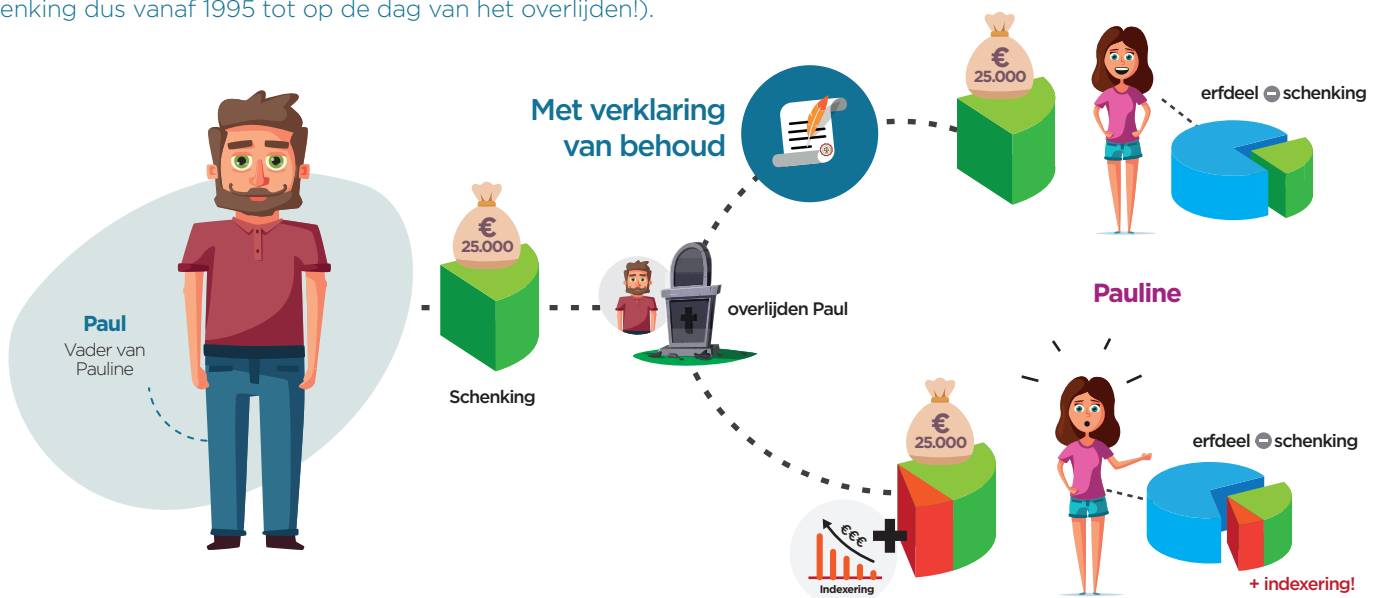 enking dus vanaf 1995 tot op de dag van het overlijden!).
Met verklaring
van behoud
€
25.000
erfdeel - schenking
Paul
Vader van
Pauline
€
25.000
Schenking
overlijden Paul
Pauline
€
25.000
erfdeel - schenking
€€€
Indexering
+
+ indexering!